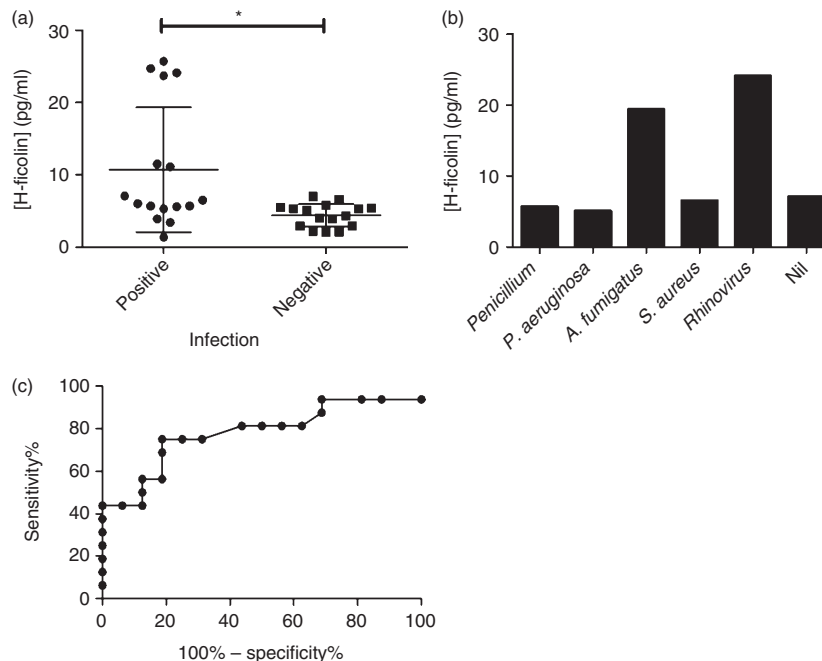 (a)
*
30
20
10
0
[H-ficolin] (pg/ml)
Positive
Negative
Infection
(b)
30
20
10
0
[H-ficolin] (pg/ml)
Penicillium
P. aeruginosa
A. fumigatus
S. aureus
Rhinovirus
Nil
(c)
100
80
60
40
20
0
Sensitivity%
0 20 40 60 80 100
100% – specificity%